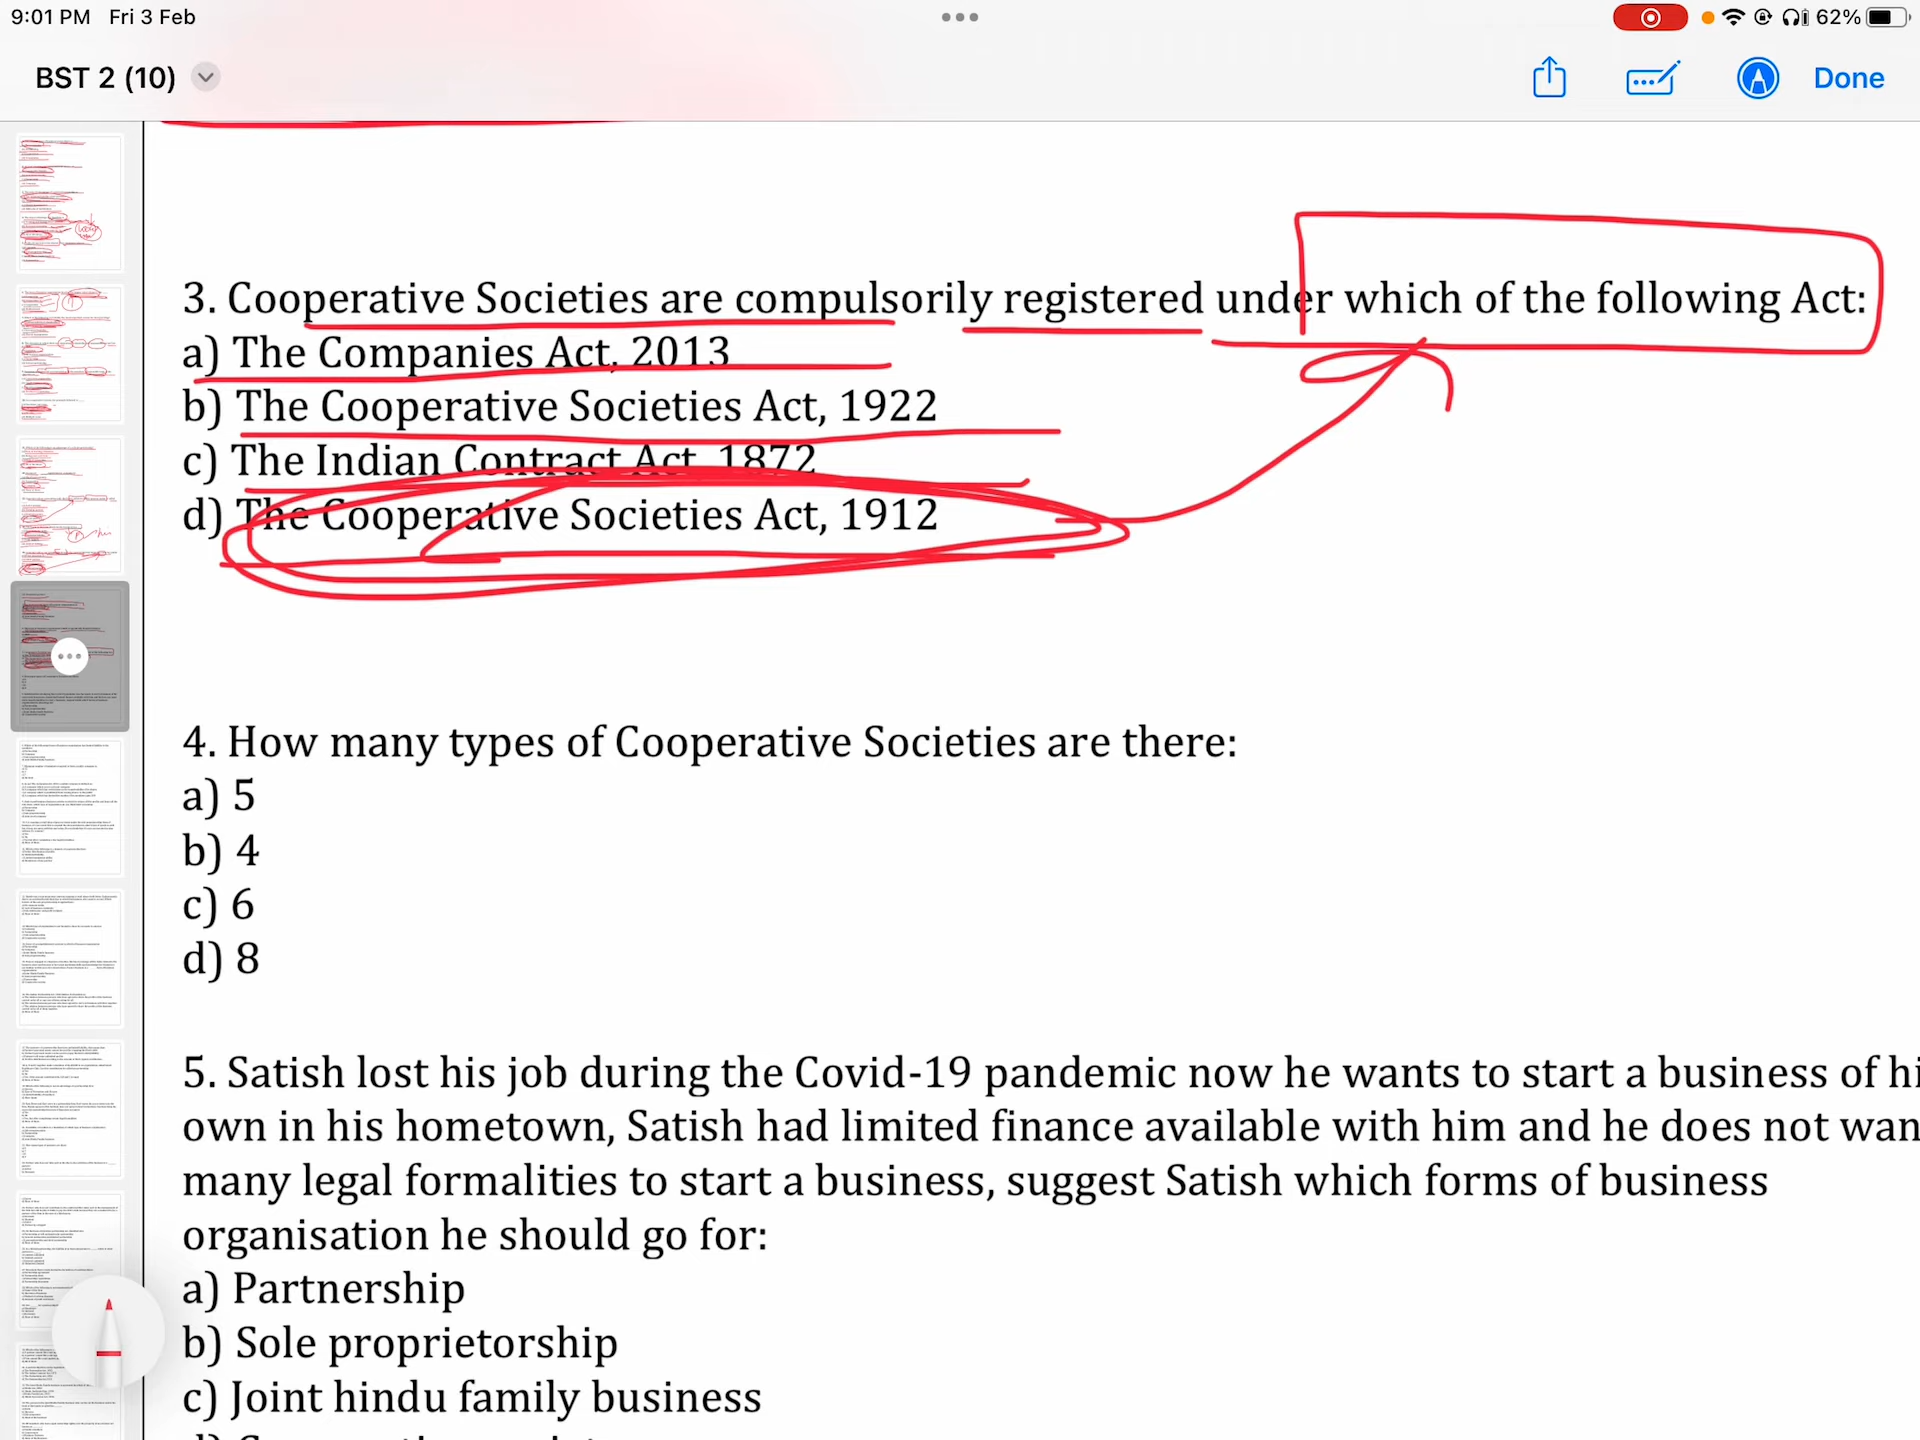 9:01 PM Fri 3 Feb
62%
BST 2 (10)
Done
3. Cooperative Societies are compulsorily registered under which of the following Act:
a) The Companies Act, 2013
b) The Cooperative Societies Act, 1922
c) The Indian Contract Act, 1872
d) The Cooperative Societies Act, 1912
4. How many types of Cooperative Societies are there:
a) 5
b) 4
c) 6
d) 8
5. Satish lost his job during the Covid-19 pandemic now he wants to start a business of hi
own in his hometown, Satish had limited finance available with him and he does not wan
many legal formalities to start a business, suggest Satish which forms of business
organisation he should go for:
a) Partnership
b) Sole proprietorship
c) Joint hindu family business